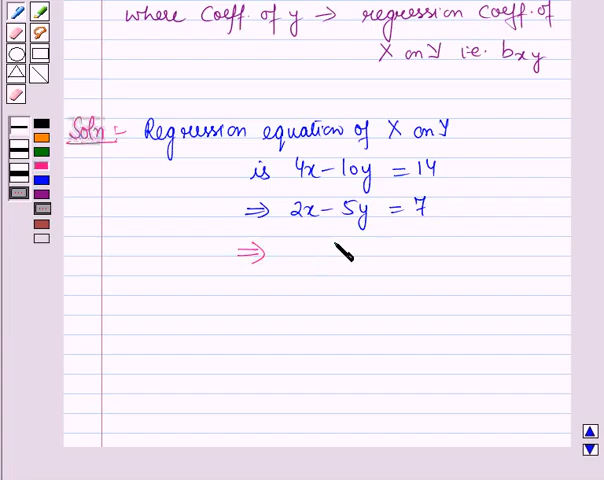 where Coeff. of y → regression Coeff. of
X on Y i.e. bxy
Soln:- Regression equation of X on Y
is 4x - 10y = 14
⇒ 2x - 5y = 7
⇒